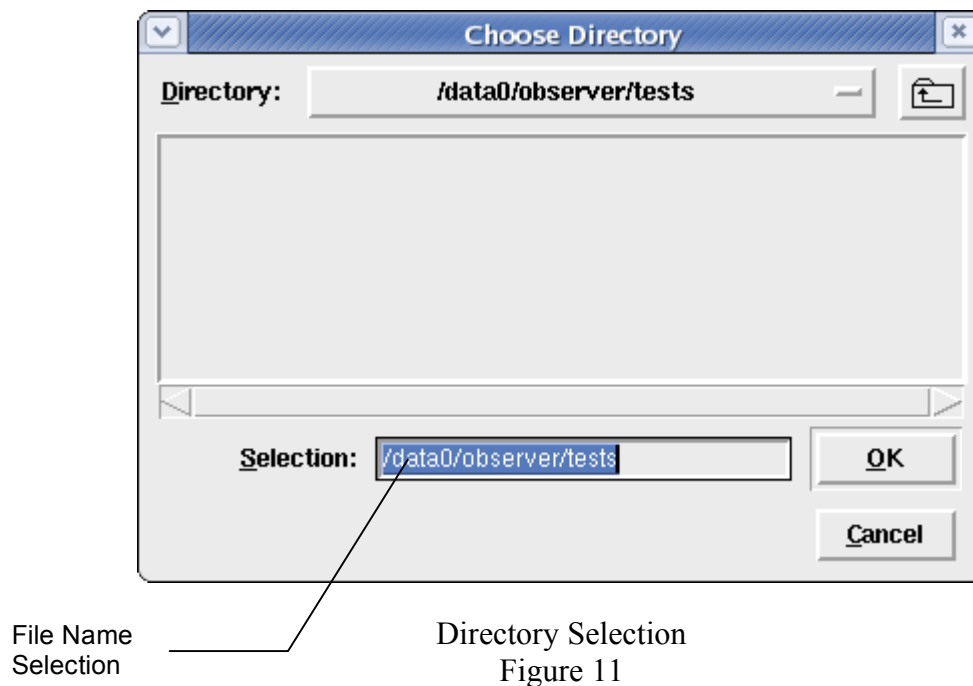 Choose Directory
Directory: /data0/observer/tests
Selection: /data0/observer/tests OK
Cancel
File Name
Selection
Directory Selection
Figure 11